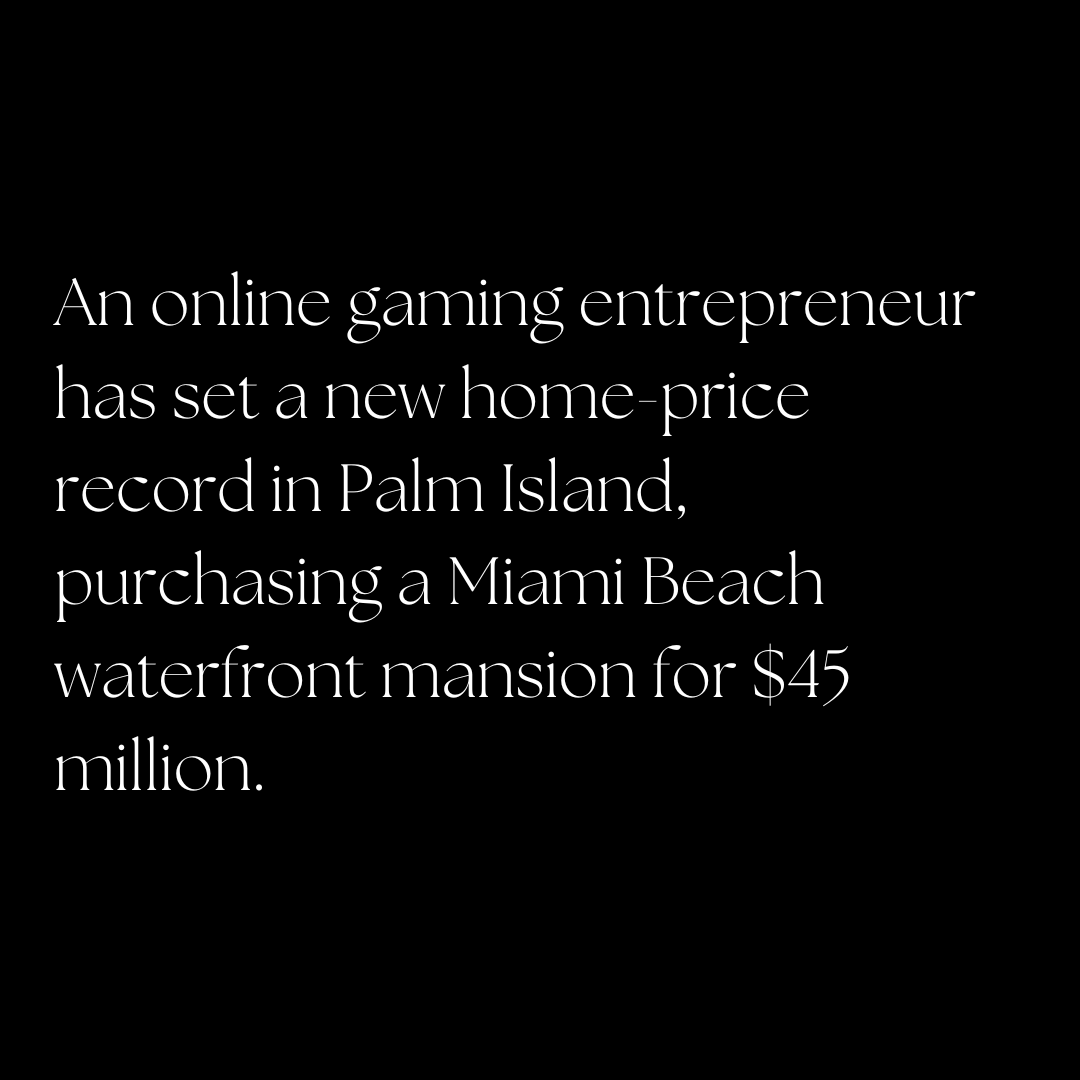 An online gaming entrepreneur
has set a new home-price
record in Palm Island,
purchasing a Miami Beach
waterfront mansion for $45
million.